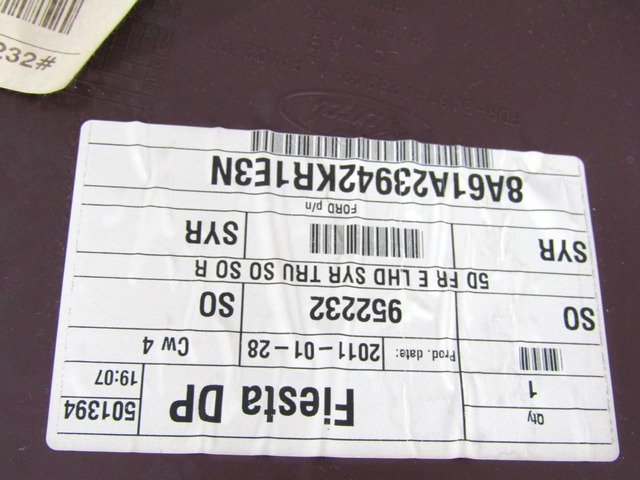 Qty
1
Fiesta DP
501394
19:07
Prod. date:
2011-01-28
Cw 4
SO
952232
SO
5D FR E LHD SYR TRU SO SO R
SYR
SYR
FORD p/n
8A61A23942KR1E3N
232#